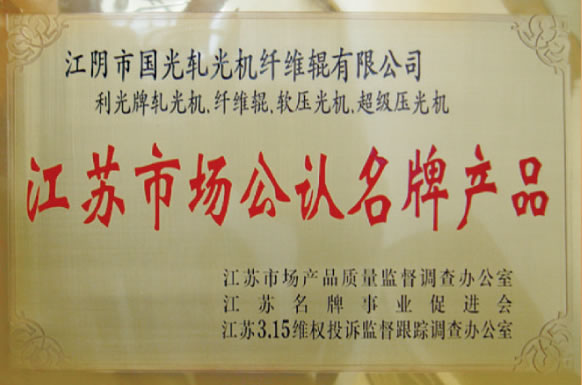 江阴市国光轧光机纤维辊有限公司
利光牌轧光机,纤维辊,软压光机,超级压光机
江苏市场公认名牌产品
江苏市场产品质量监督调查办公室
江苏名牌事业促进会
江苏3.15维权投诉监督跟踪调查办公室